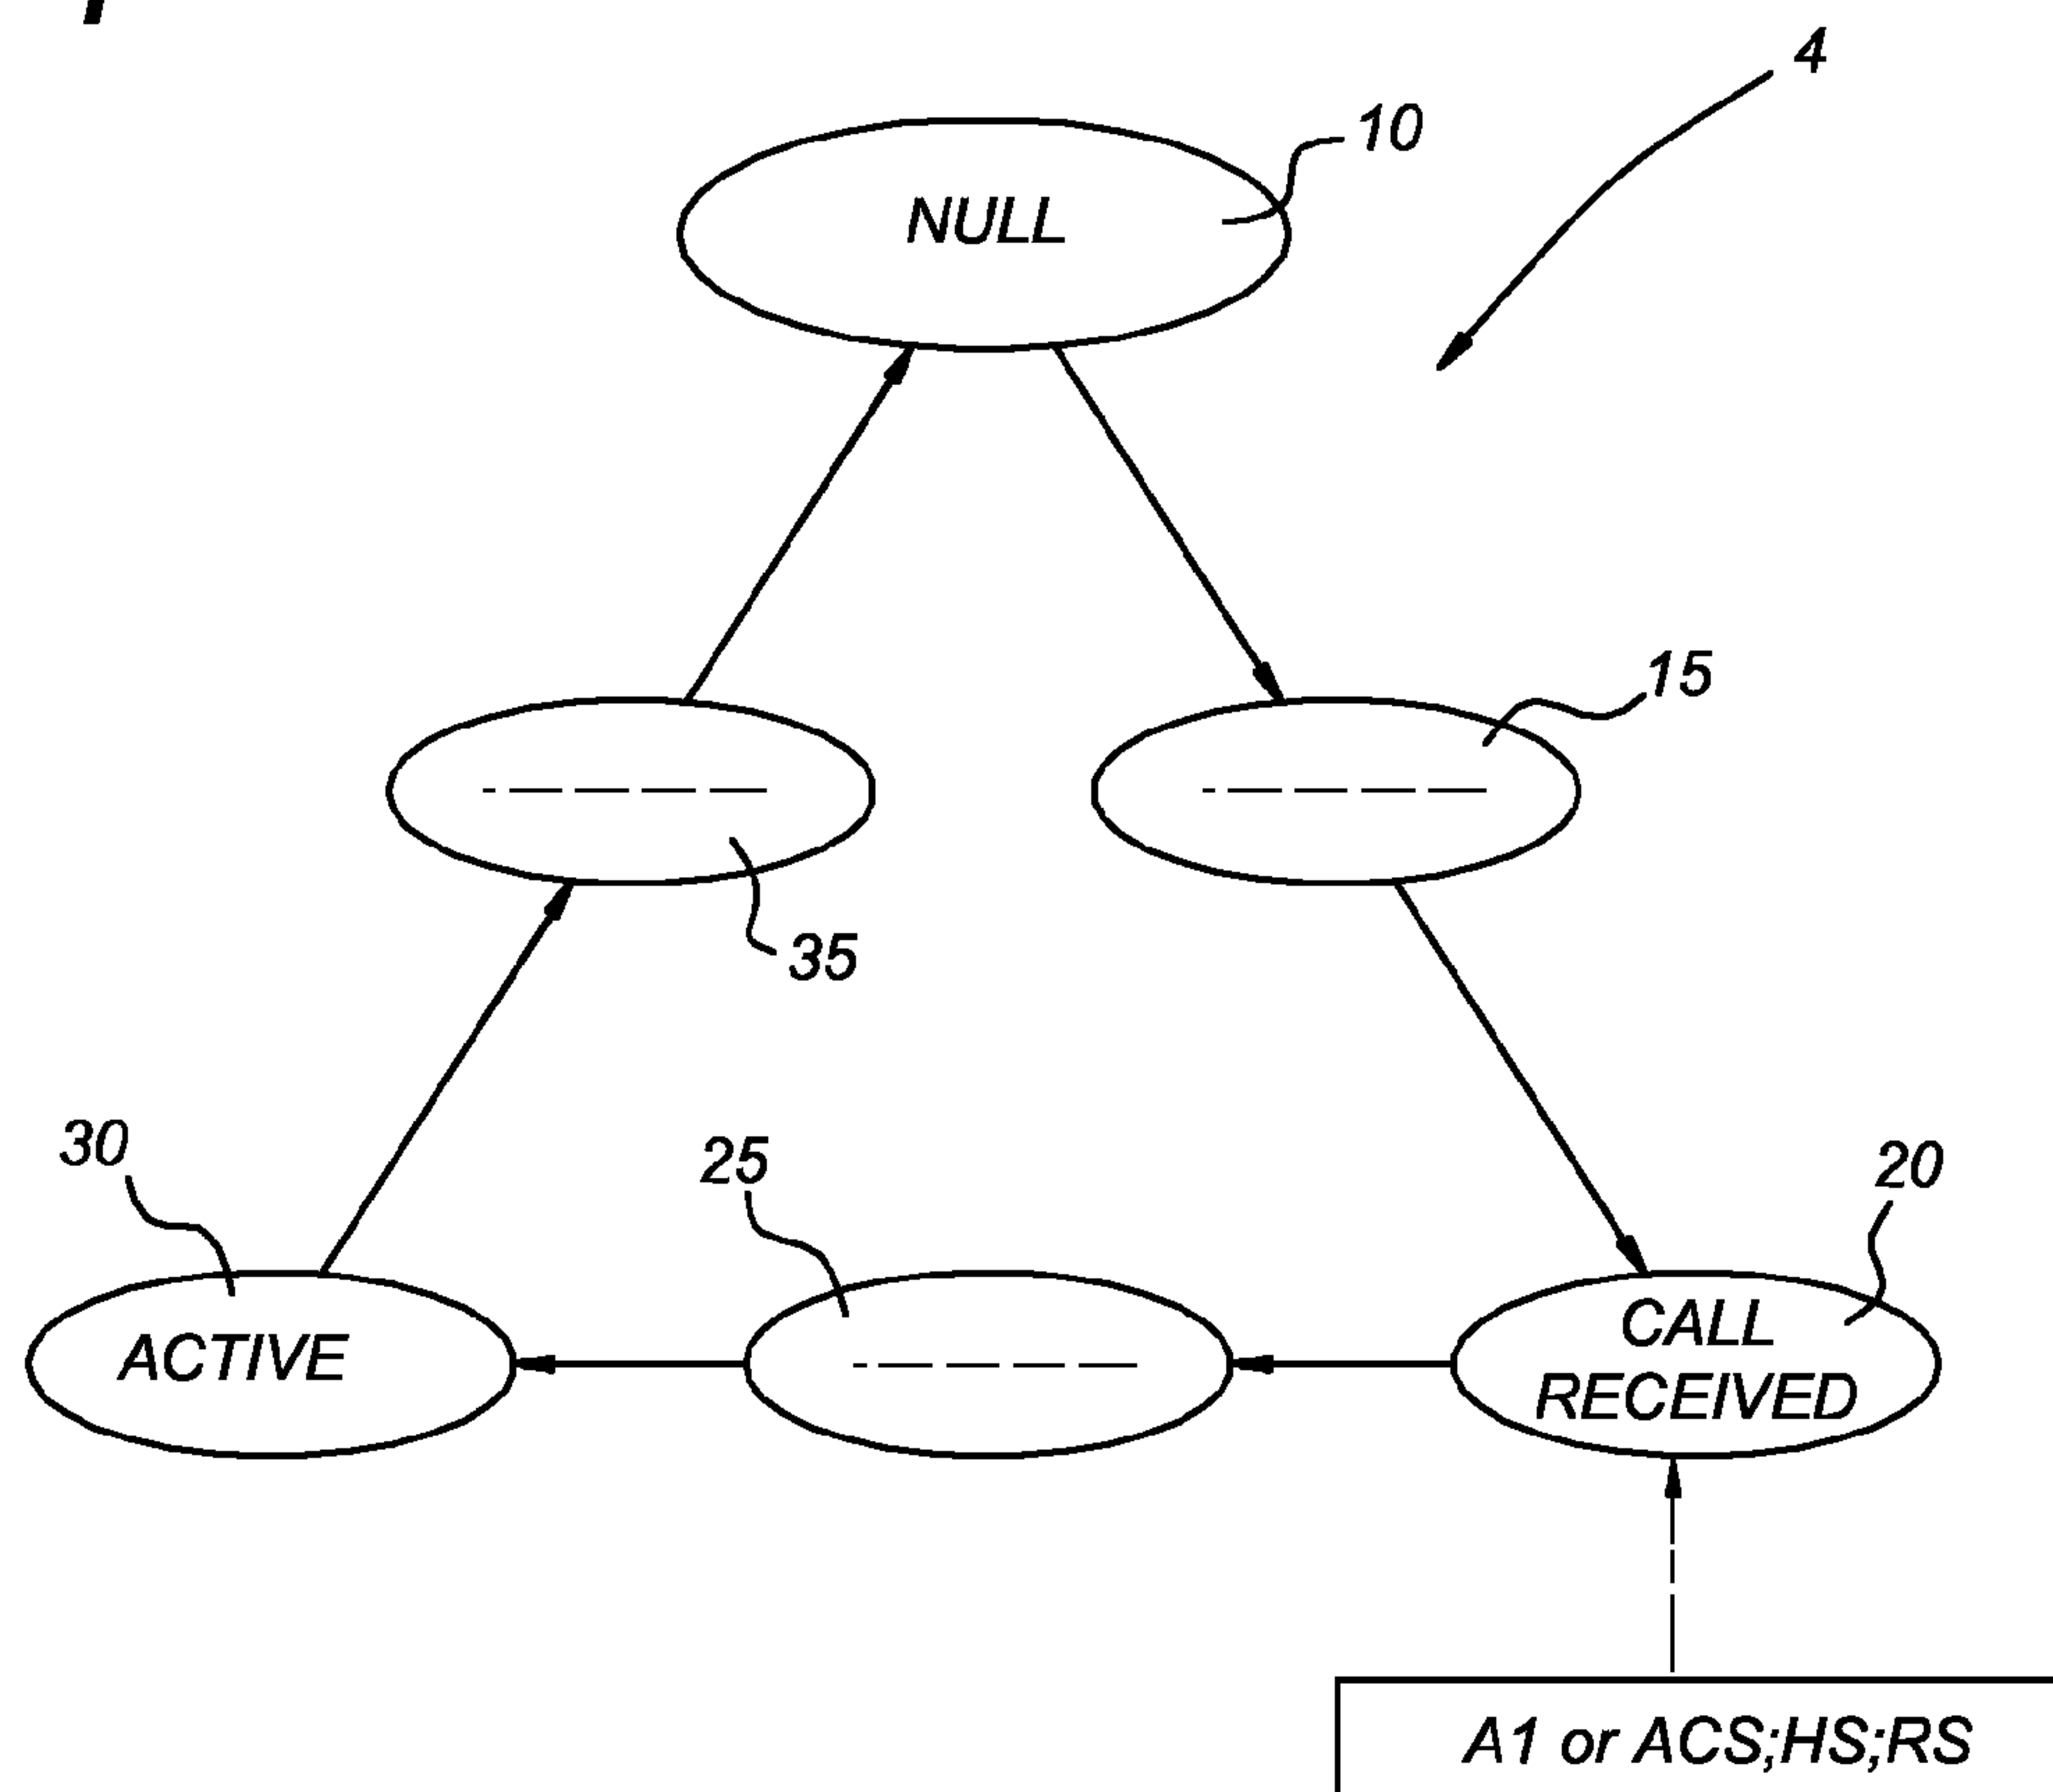 4
10
NULL
15
35
30
25
20
ACTIVE
CALL
RECEIVED
A1 or ACS;HS;RS